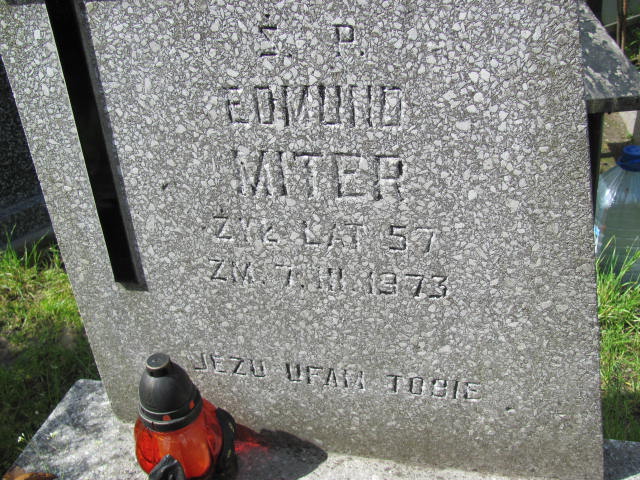 Ś. P.
EDMUND
MITER
ŻYŁ LAT 57
ZM. 7. III. 1973
JEZU UFAM TOBIE